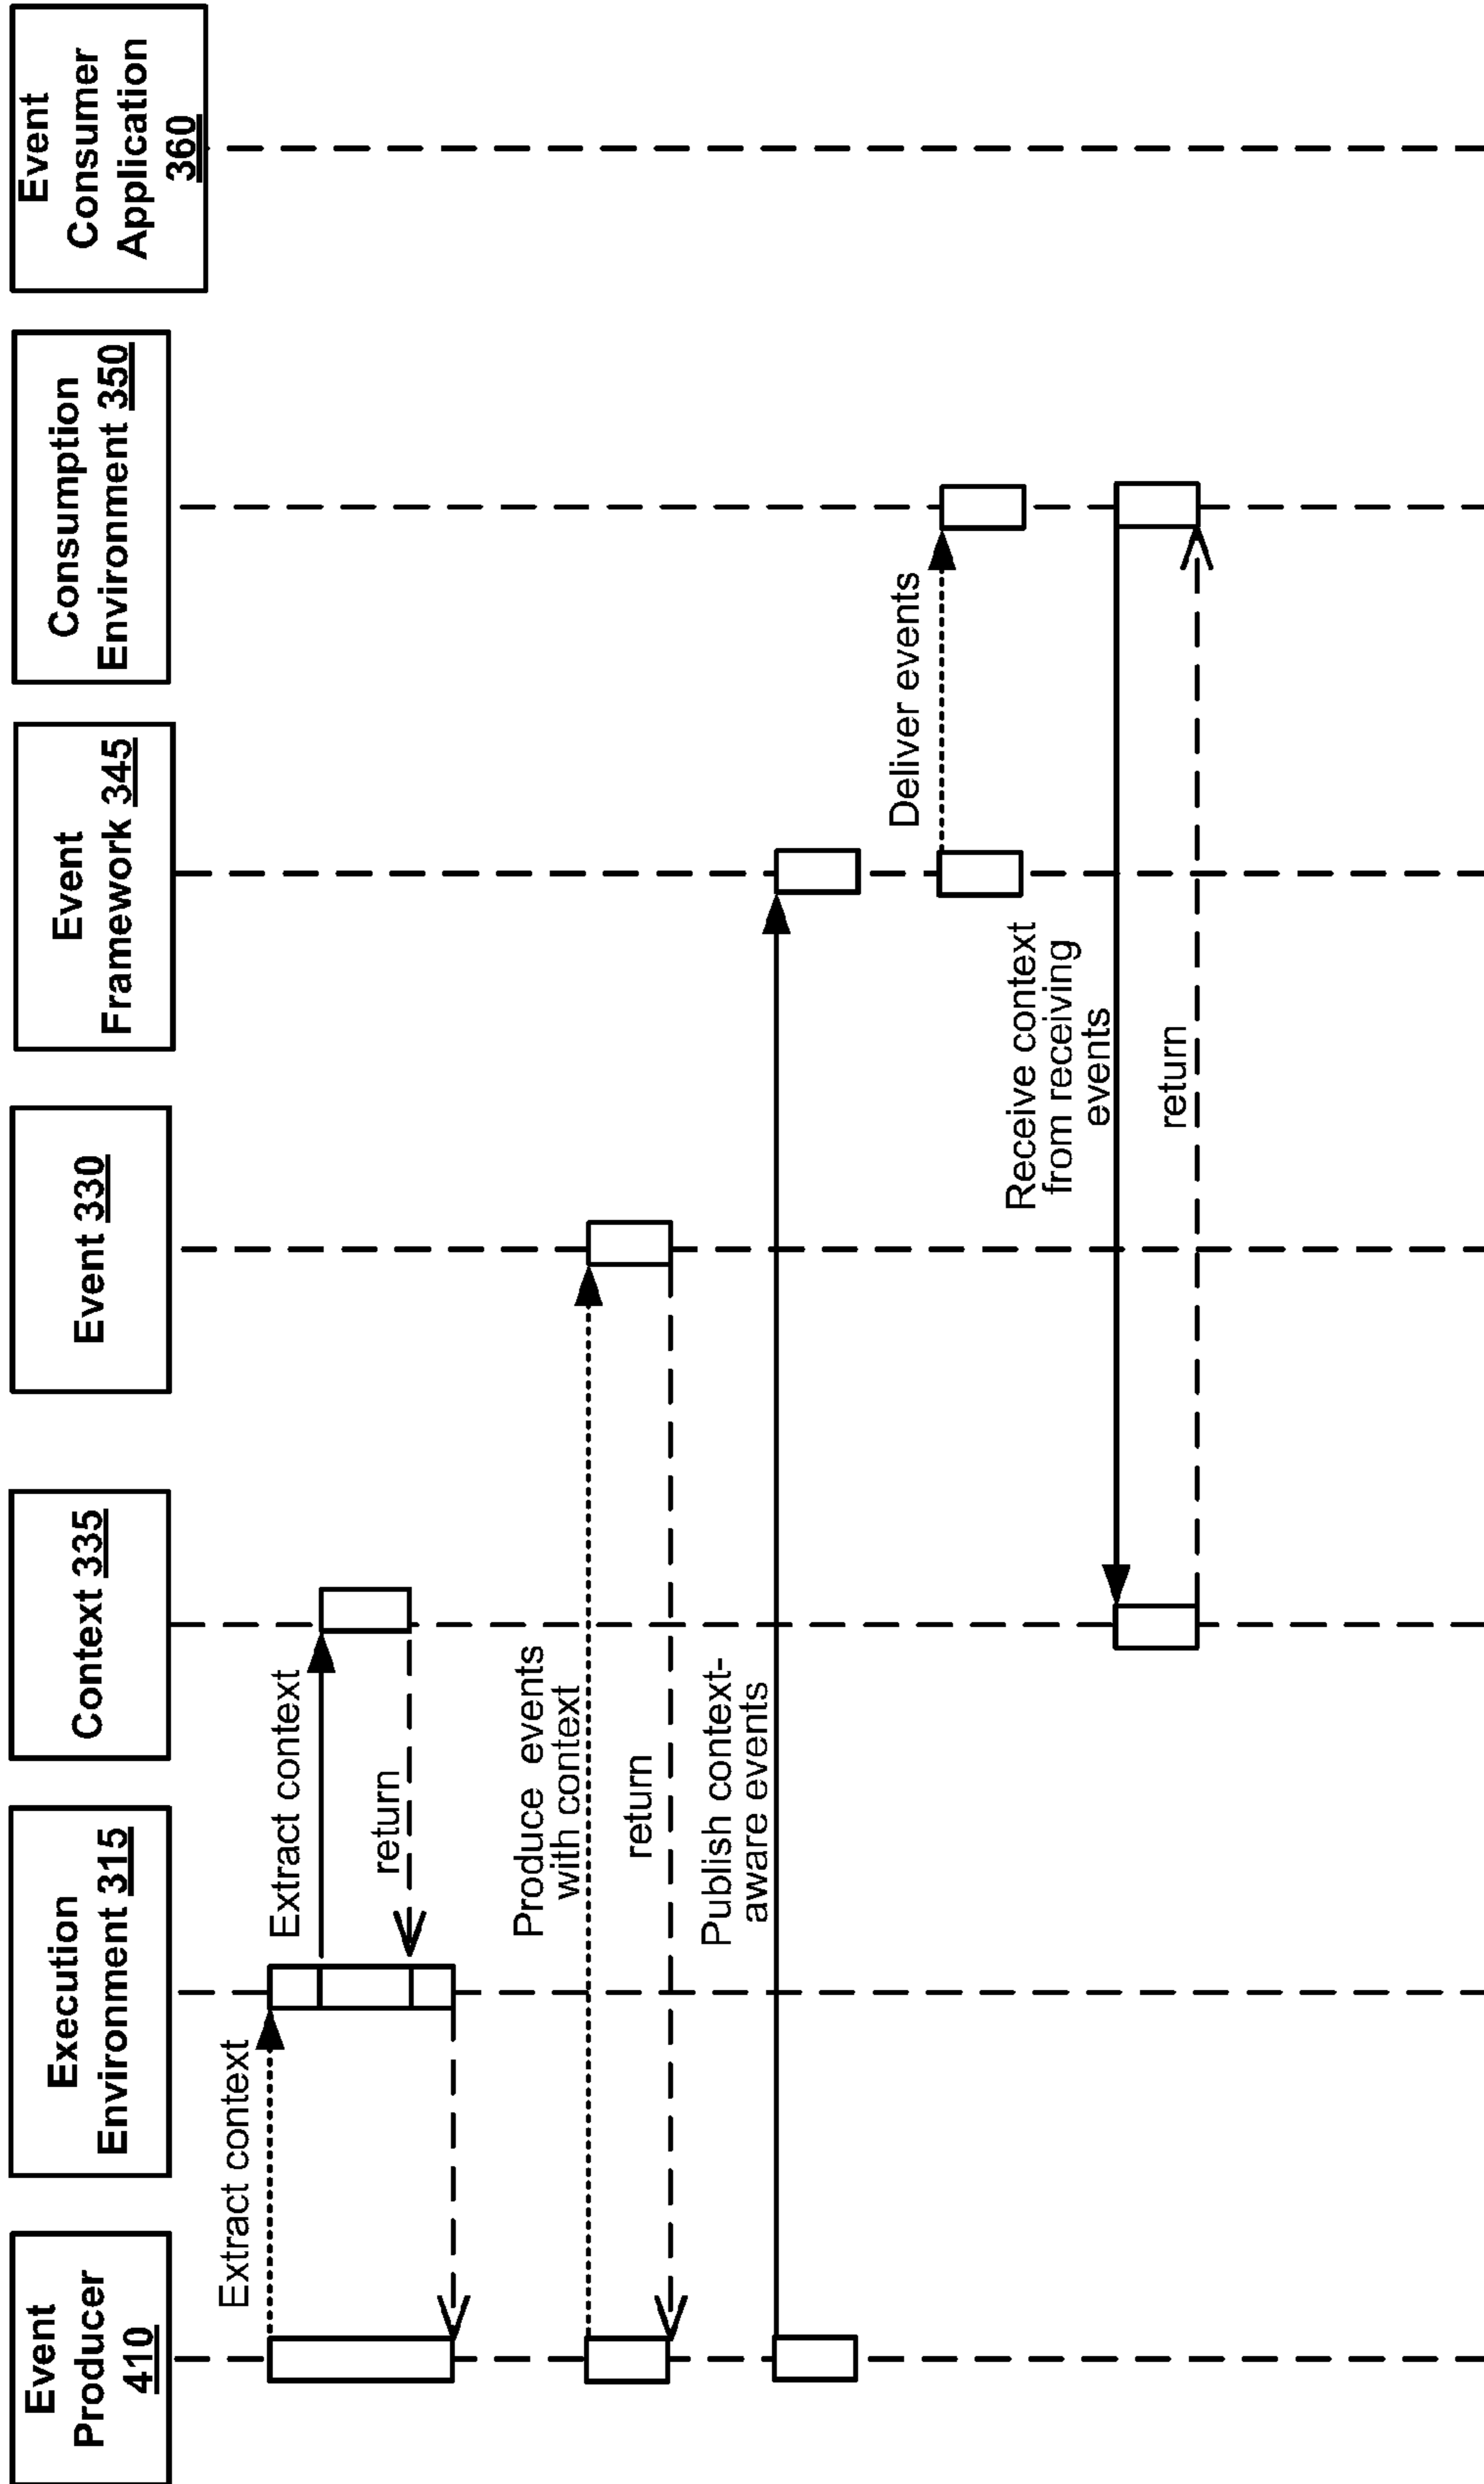 Event
Producer
410
Execution
Environment 315
Context 335
Event 330
Event
Framework 345
Consumption
Environment 350
Event
Consumer
Application
360
Extract context
Extract context
return
Produce events
with context
return
Publish context-
aware events
Deliver events
Receive context
from receiving
events
return